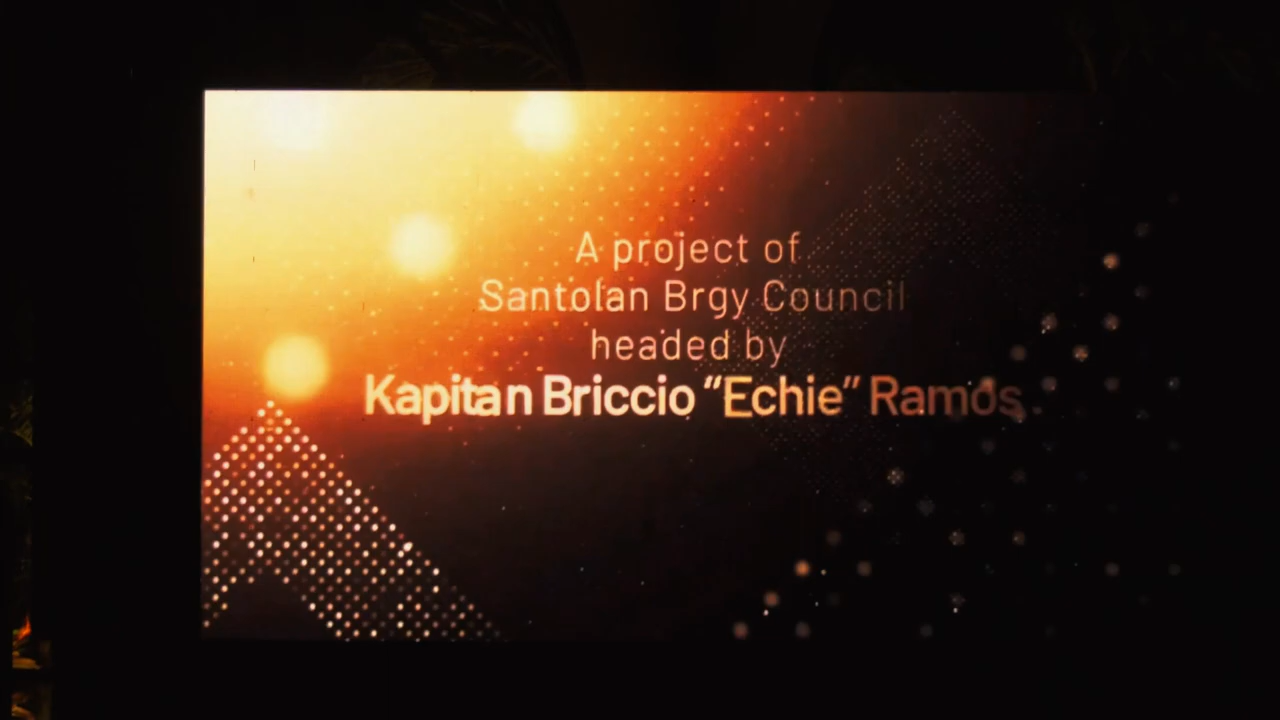 A project of
Santolan Brgy Council
headed by
Kapitan Briccio “Echie” Ramos